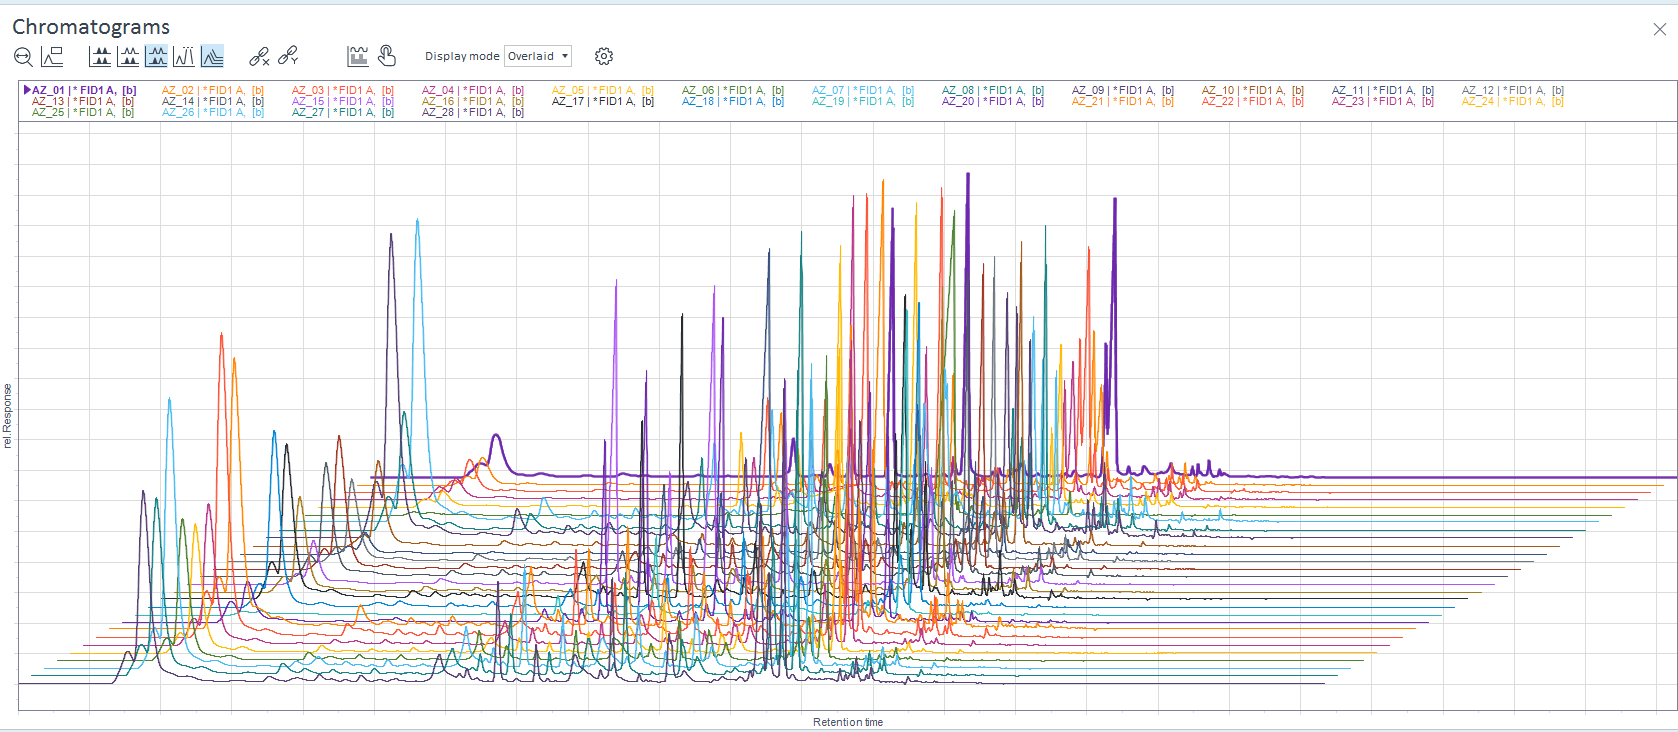 Chromatograms
Display mode Overlaid
AZ_01 | * FID1 A, [b] AZ_02 | *FID1 A, [b] AZ_03 | *FID1 A, [b] AZ_04 | *FID1 A, [b] AZ_05 | *FID1 A, [b] AZ_06 | *FID1 A, [b] AZ_07 | *FID1 A, [b] AZ_08 | *FID1 A, [b] AZ_09 | *FID1 A, [b] AZ_10 | *FID1 A, [b] AZ_11 | *FID1 A, [b] AZ_12 | *FID1 A, [b]
AZ_13 | *FID1 A, [b] AZ_14 | *FID1 A, [b] AZ_15 | *FID1 A, [b] AZ_16 | *FID1 A, [b] AZ_17 | *FID1 A, [b] AZ_18 | *FID1 A, [b] AZ_19 | *FID1 A, [b] AZ_20 | *FID1 A, [b] AZ_21 | *FID1 A, [b] AZ_22 | *FID1 A, [b] AZ_23 | *FID1 A, [b] AZ_24 | *FID1 A, [b]
AZ_25 | *FID1 A, [b] AZ_26 | *FID1 A, [b] AZ_27 | *FID1 A, [b] AZ_28 | *FID1 A, [b]
rel.Response
Retention time